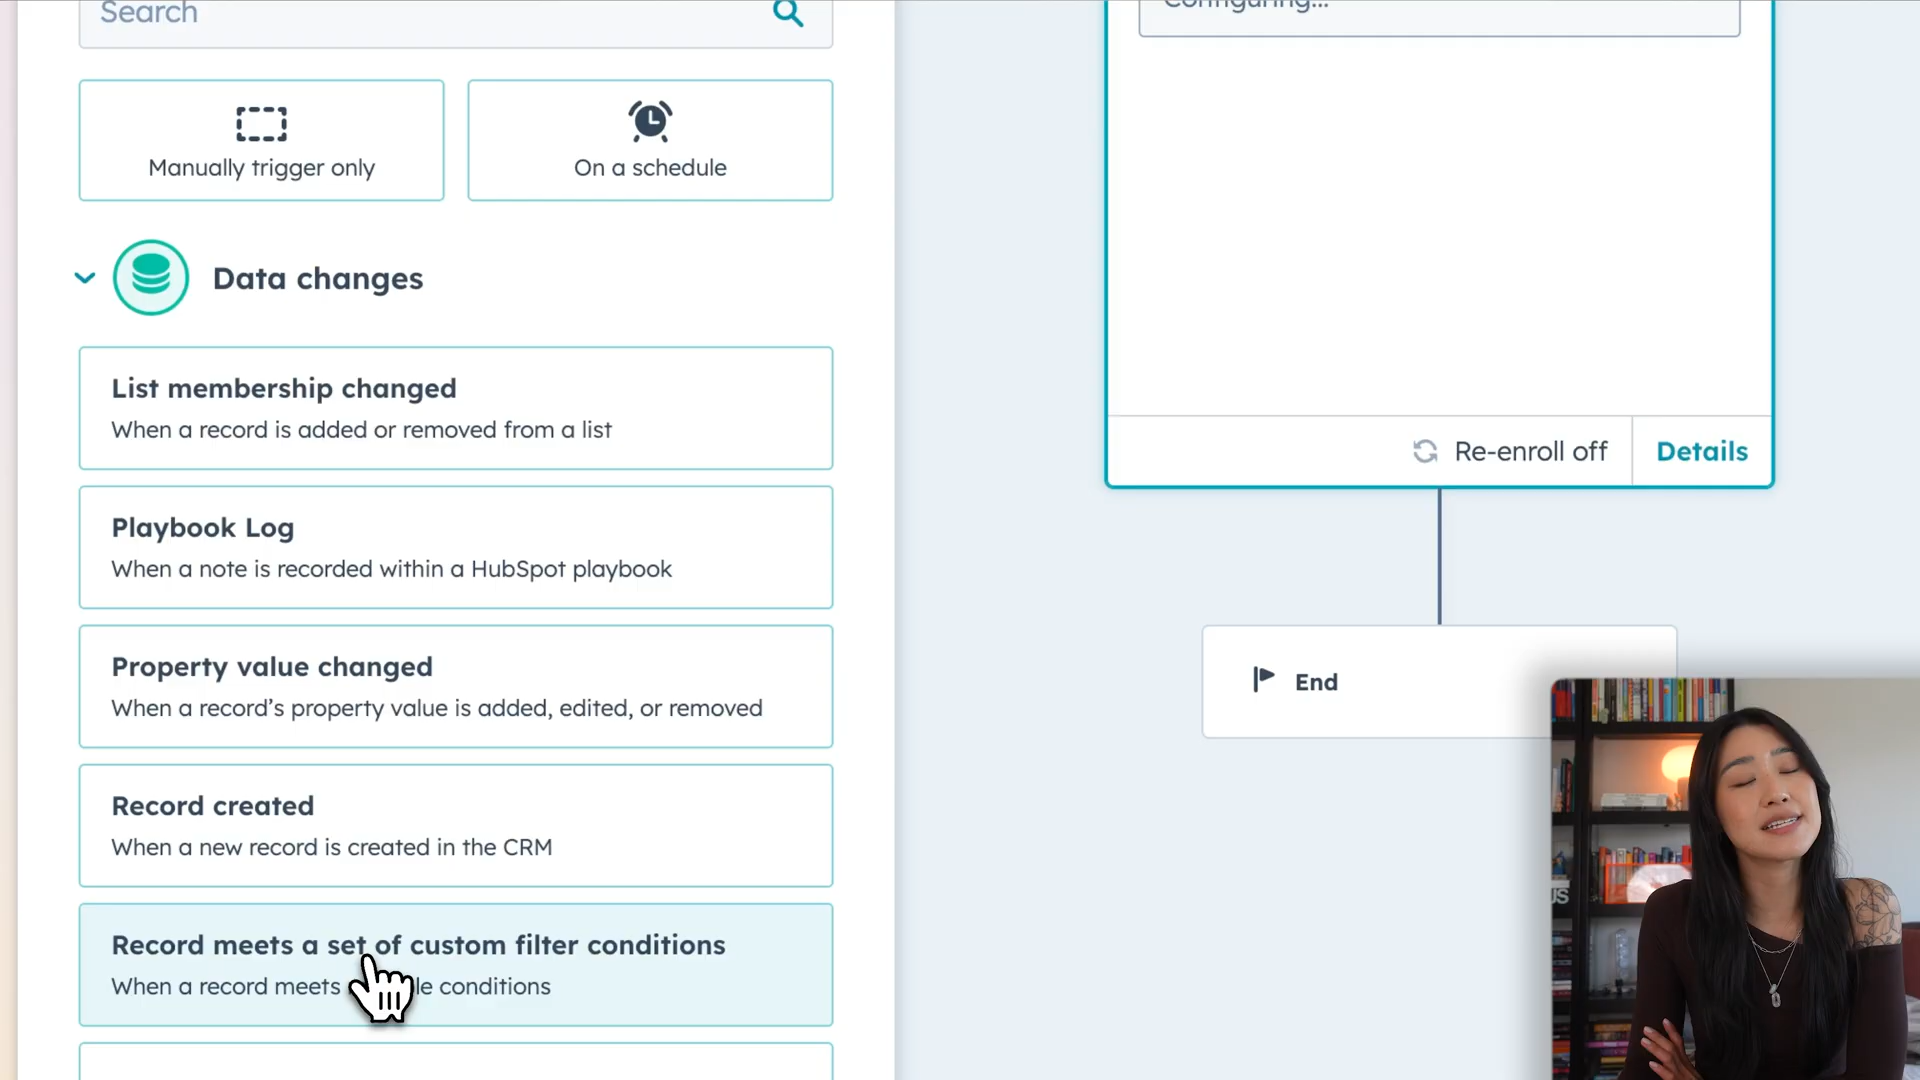 Search
Configuring...
Manually trigger only
On a schedule
Data changes
List membership changed
When a record is added or removed from a list
Re-enroll off
Details
Playbook Log
When a note is recorded within a HubSpot playbook
Property value changed
When a record’s property value is added, edited, or removed
End
Record created
When a new record is created in the CRM
Record meets a set of custom filter conditions
When a record meets le conditions